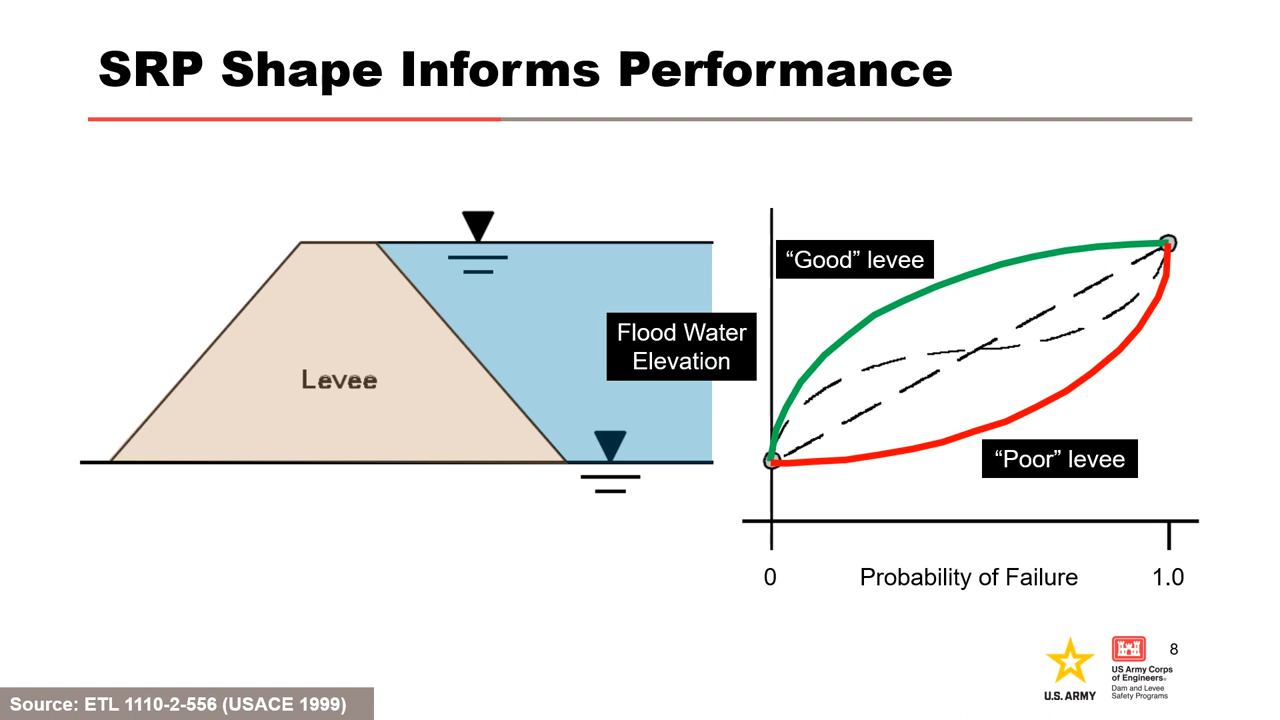 SRP Shape Informs Performance
"Good" levee
Flood Water
Elevation
Levee
"Poor" levee
0
Probability of Failure
1.0
8
U.S. ARMY
US Army Corps
of Engineers®
Dam and Levee
Safety Programs
Source: ETL 1110-2-556 (USACE 1999)